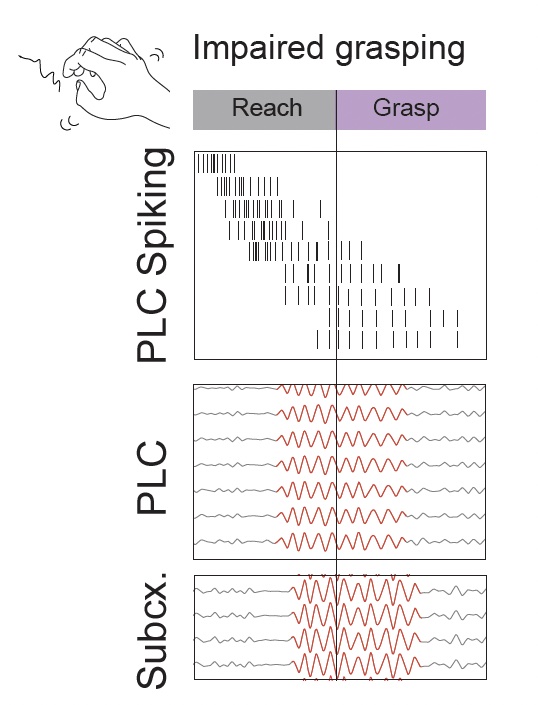 Impaired grasping
Reach
Grasp
PLC Spiking
PLC
Subcx.